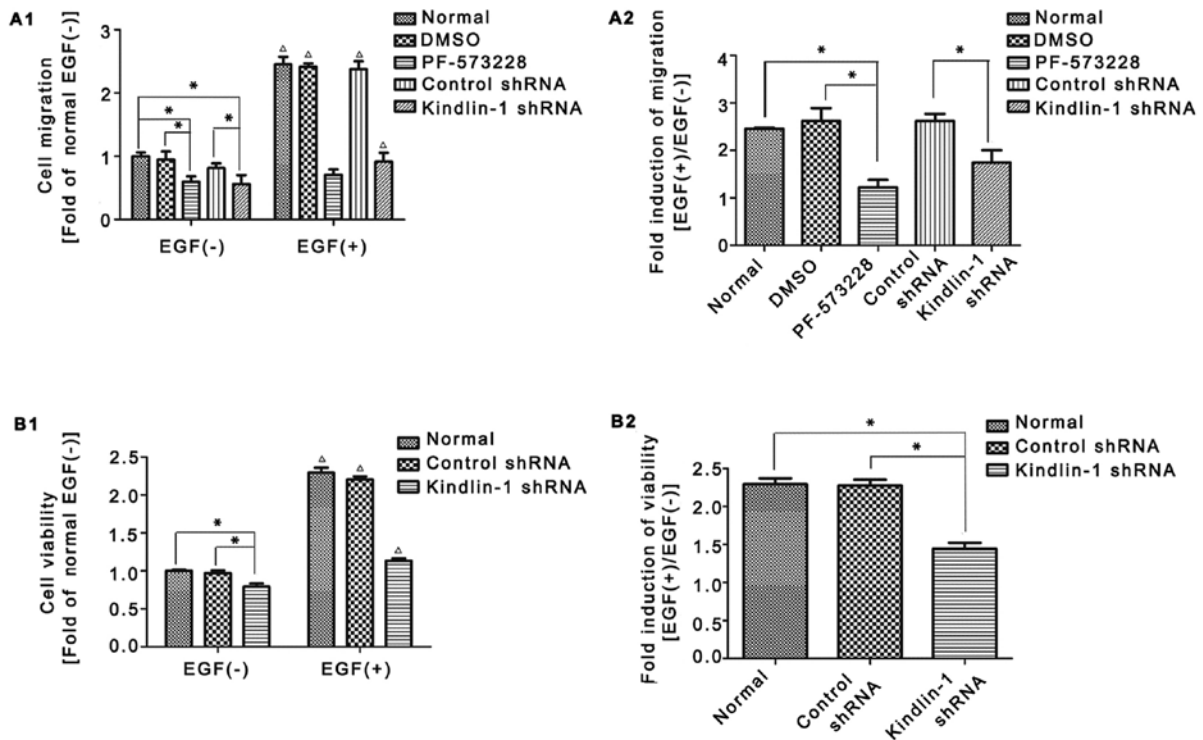 A1
Cell migration
[Fold of normal EGF(-)]
3
2
1
0
△ △ △ △
* * * *
EGF(-) EGF(+)
Normal
DMSO
PF-573228
Control shRNA
Kindlin-1 shRNA
A2
Fold induction of migration
[EGF(+)/EGF(-)]
4
3
2
1
0
* * *
Normal
DMSO
PF-573228
Control
shRNA
Kindlin-1
shRNA
Normal
DMSO
PF-573228
Control shRNA
Kindlin-1 shRNA
B1
Cell viability
[Fold of normal EGF(-)]
2.5
2.0
1.0
0.5
0.0
△ △ △
* *
EGF(-) EGF(+)
Normal
Control shRNA
Kindlin-1 shRNA
B2
Fold induction of viability
[EGF(+)/EGF(-)]
2.5
2.0
1.5
1.0
2.5
2.0
* *
Normal
Control
shRNA
Kindlin-1
shRNA
Normal
Control shRNA
Kindlin-1 shRNA